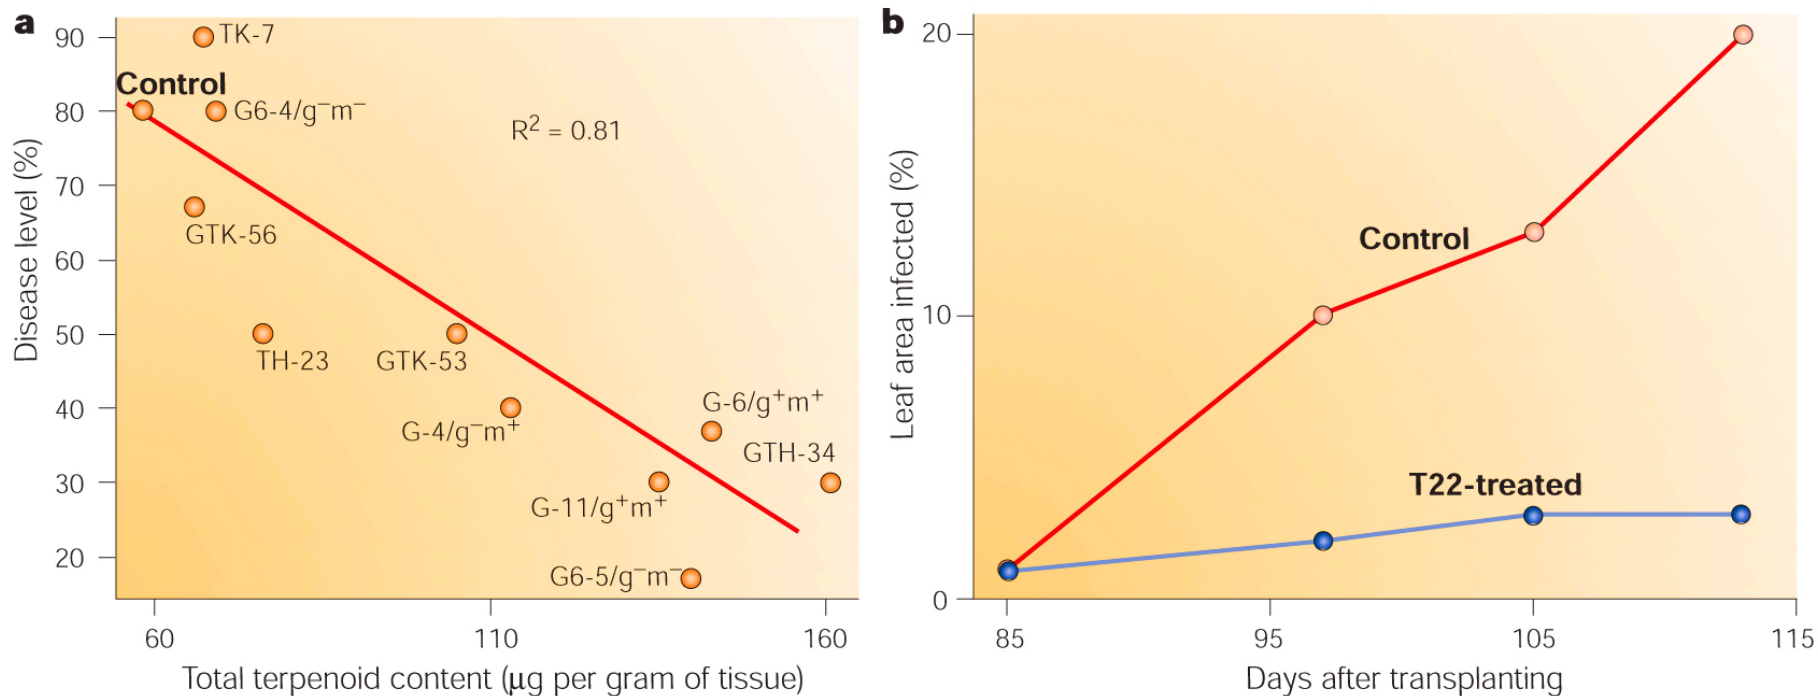 a
90
80
70
60
50
40
30
20
Disease level (%)
TK-7
Control
G6-4/g⁻m⁻
R² = 0.81
GTK-56
TH-23
GTK-53
G-4/g⁻m⁺
G-6/g⁺m⁺
GTH-34
G-11/g⁺m⁺
G6-5/g⁻m⁻
60 110 160
Total terpenoid content (μg per gram of tissue)
b
20
10
0
Leaf area infected (%)
Control
T22-treated
85 95 105 115
Days after transplanting